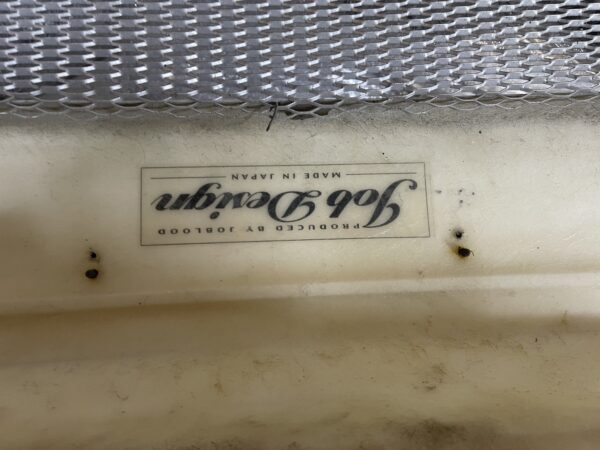 PRODUCED BY JOBLOOD
Job Design
MADE IN JAPAN